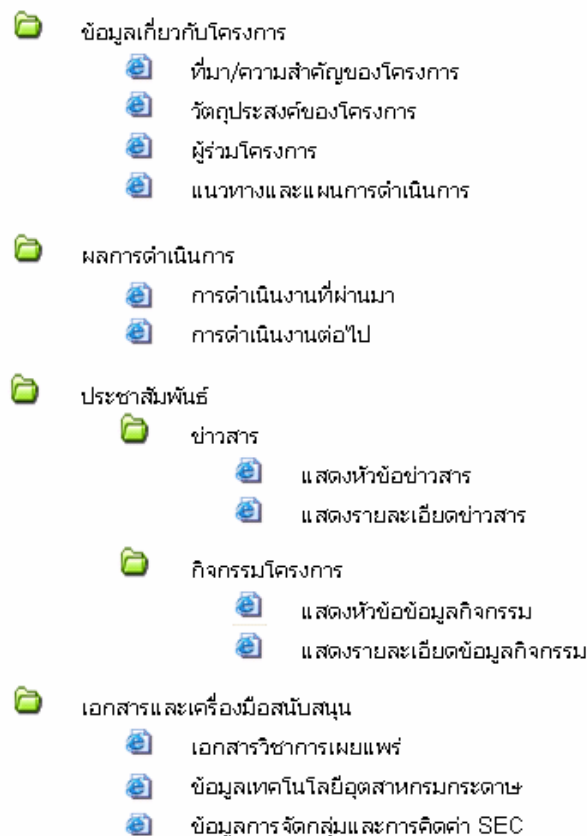 ข้อมูลเกี่ยวกับโครงการ
ที่มา/ความสำคัญของโครงการ
วัตถุประสงค์ของโครงการ
ผู้ร่วมโครงการ
แนวทางและแผนการดำเนินการ
ผลการดำเนินการ
การดำเนินงานที่ผ่านมา
การดำเนินงานต่อไป
ประชาสัมพันธ์
ข่าวสาร
แสดงหัวข้อข่าวสาร
แสดงรายละเอียดข่าวสาร
กิจกรรมโครงการ
แสดงหัวข้อข้อมูลกิจกรรม
แสดงรายละเอียดข้อมูลกิจกรรม
เอกสารและเครื่องมือสนับสนุน
เอกสารวิชาการเผยแพร่
ข้อมูลเทคโนโลยีอุตสาหกรมกระดาษ
ข้อมูลการจัดกลุ่มและการคิดค่า SEC